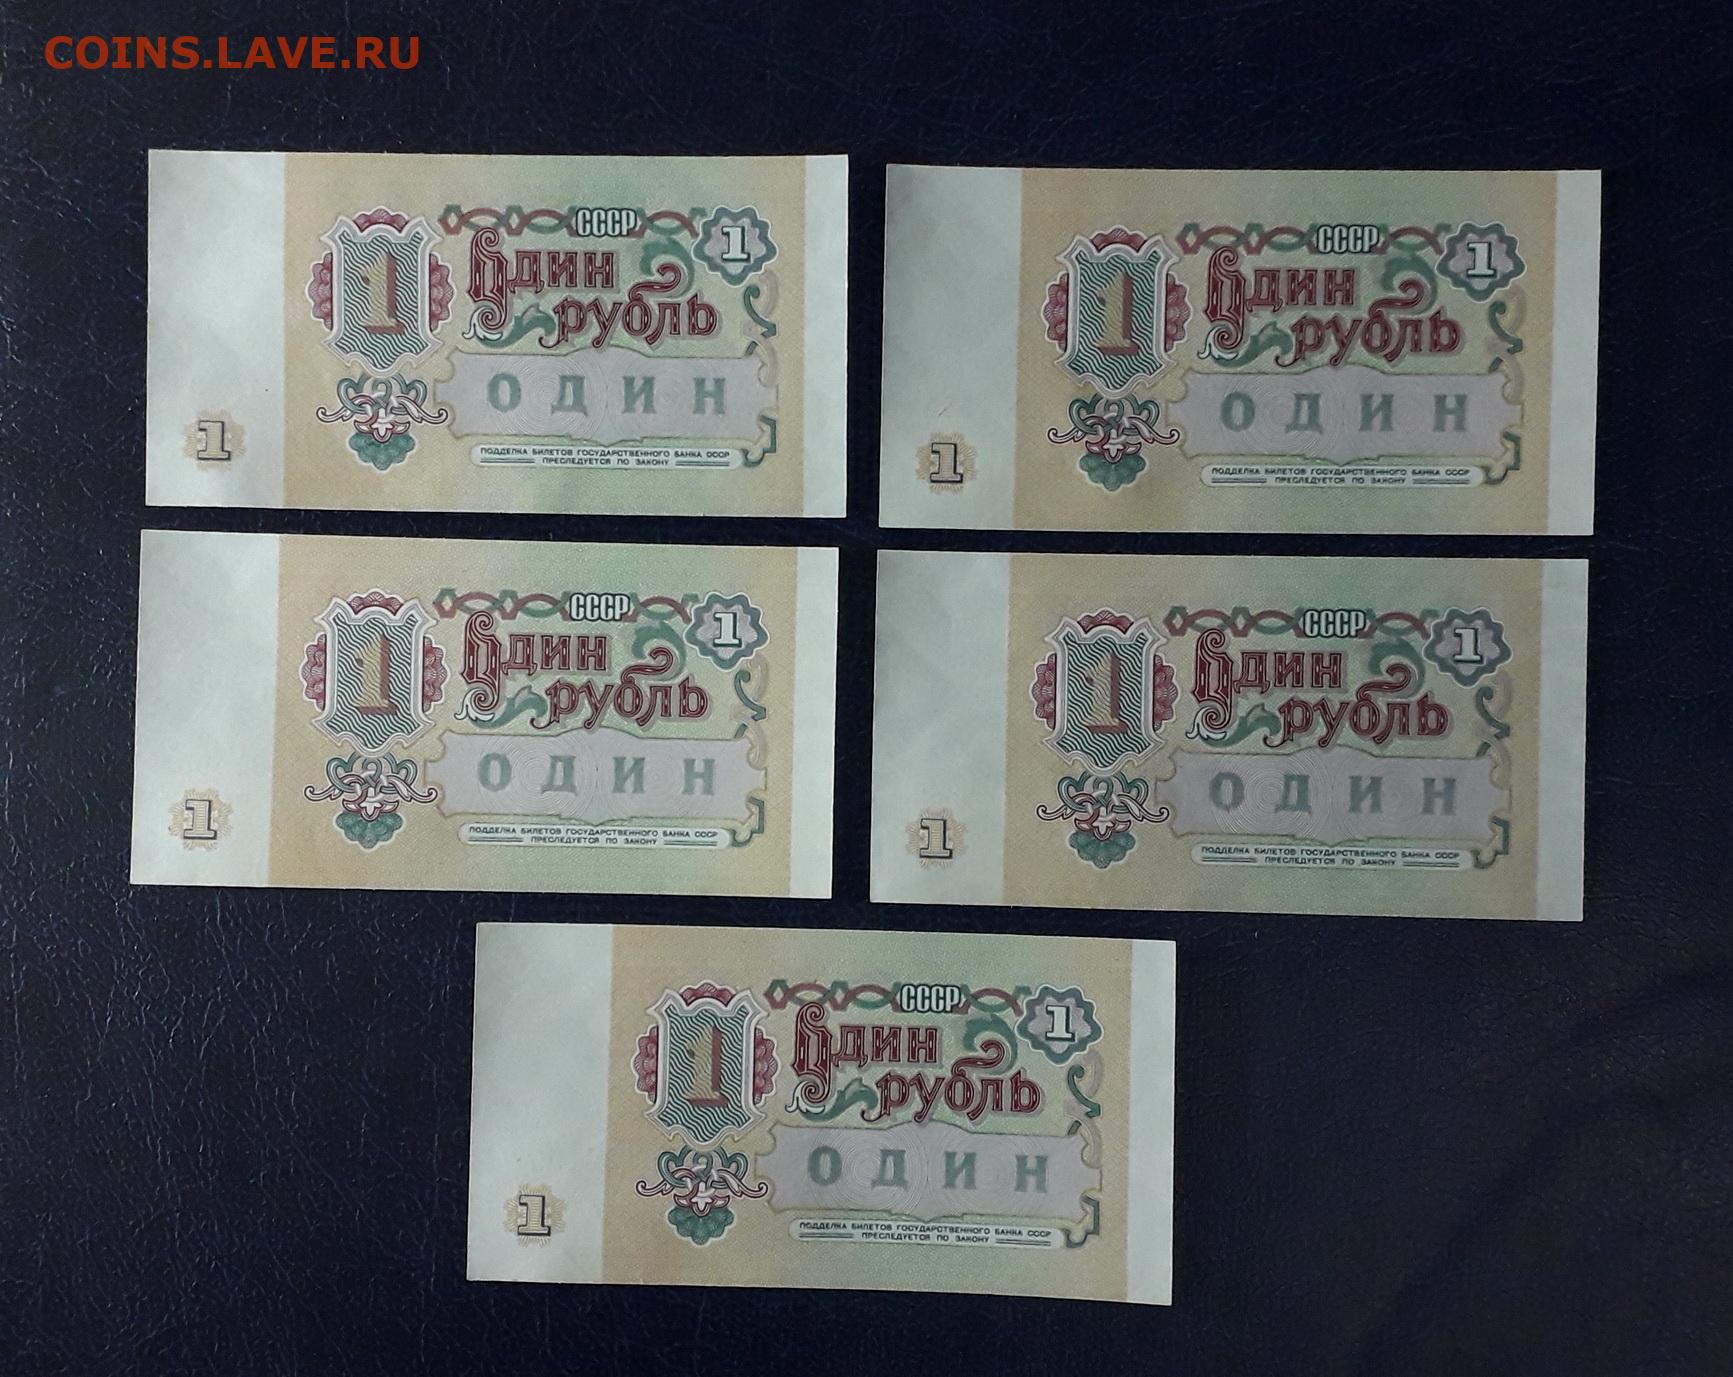 COINS.LAVE.RU
СССР
1
1
Один
рубль
ОДИН
1
ПОДДЕЛКА БИЛЕТОВ ГОСУДАРСТВЕННОГО БАНКА СССР
ПРЕСЛЕДУЕТСЯ ПО ЗАКОНУ
СССР
1
1
Один
рубль
ОДИН
1
ПОДДЕЛКА БИЛЕТОВ ГОСУДАРСТВЕННОГО БАНКА СССР
ПРЕСЛЕДУЕТСЯ ПО ЗАКОНУ
СССР
1
1
Один
рубль
ОДИН
1
ПОДДЕЛКА БИЛЕТОВ ГОСУДАРСТВЕННОГО БАНКА СССР
ПРЕСЛЕДУЕТСЯ ПО ЗАКОНУ
СССР
1
1
Один
рубль
ОДИН
1
ПОДДЕЛКА БИЛЕТОВ ГОСУДАРСТВЕННОГО БАНКА СССР
ПРЕСЛЕДУЕТСЯ ПО ЗАКОНУ
СССР
1
1
Один
рубль
ОДИН
1
ПОДДЕЛКА БИЛЕТОВ ГОСУДАРСТВЕННОГО БАНКА СССР
ПРЕСЛЕДУЕТСЯ ПО ЗАКОНУ